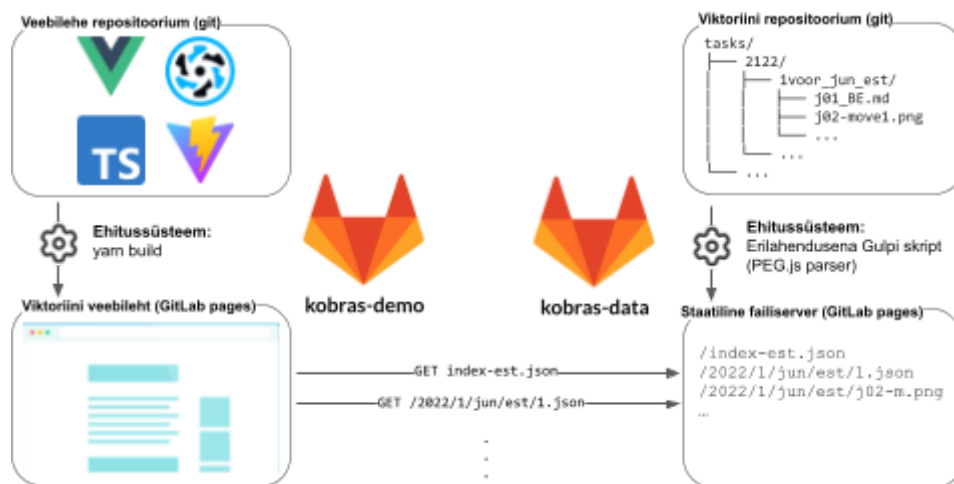 Veebilehe repositoorium (git)
TS
Ehitussüsteem:
yarn build
Viktoriini veebileht (GitLab pages)
kobras-demo
kobras-data
Viktoriini repositoorium (git)
tasks/
├── 2122/
│   ├── 1voor_jun_est/
│   │   ├── j01_BE.md
│   │   ├── j02-move1.png
│   │   └── ...
│   └── ...
└── ...
Ehitussüsteem:
Erilahendusena Gulpi skript
(PEG.js parser)
Staatiline failiserver (GitLab pages)
/index-est.json
/2022/1/jun/est/1.json
/2022/1/jun/est/j02-m.png
…
GET index-est.json
GET /2022/1/jun/est/1.json